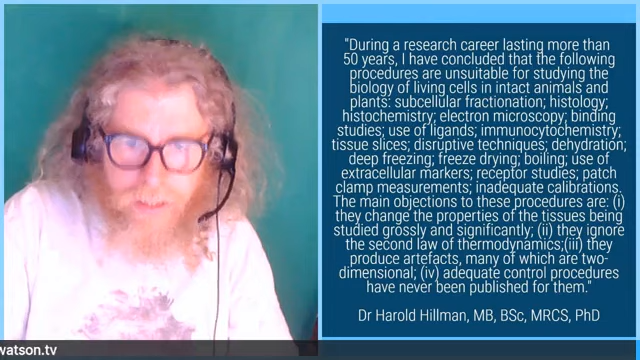 "During a research career lasting more than
50 years, I have concluded that the following
procedures are unsuitable for studying the
biology of living cells in intact animals and
plants: subcellular fractionation; histology;
histochemistry; electron microscopy; binding
studies; use of ligands; immunocytochemistry;
tissue slices; disruptive techniques; dehydration;
deep freezing; freeze drying; boiling; use of
extracellular markers; receptor studies; patch
clamp measurements; inadequate calibrations.
The main objections to these procedures are: (i)
they change the properties of the tissues being
studied grossly and significantly; (ii) they ignore
the second law of thermodynamics;(iii) they
produce artefacts, many of which are two-
dimensional; (iv) adequate control procedures
have never been published for them."
Dr Harold Hillman, MB, BSc, MRCS, PhD
watson.tv